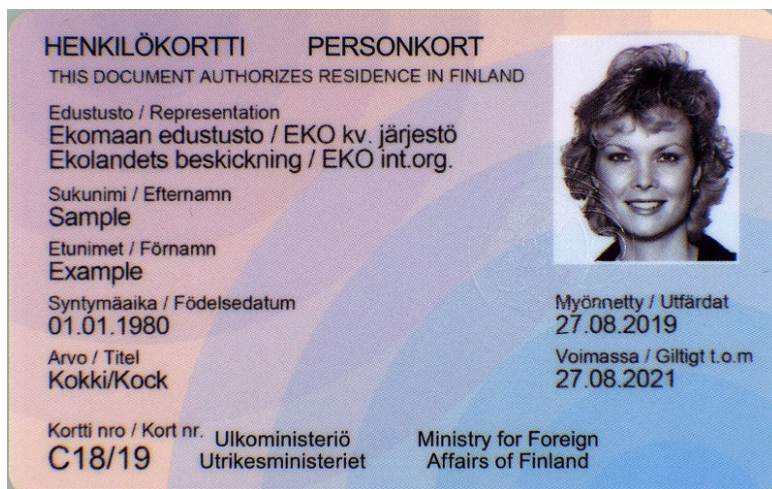 HENKILÖKORTTI PERSONKORT
THIS DOCUMENT AUTHORIZES RESIDENCE IN FINLAND
Edustusto / Representation
Ekomaan edustusto / EKO kv. järjestö
Ekolandets beskickning / EKO int.org.
Sukunimi / Efternamn
Sample
Etunimet / Förnamn
Example
Syntymäaika / Födelsedatum
01.01.1980
Myönnetty / Utfärdat
27.08.2019
Arvo / Titel
Kokki/Kock
Voimassa / Giltigt t.o.m
27.08.2021
Kortti nro / Kort nr.
C18/19
Ulkoministeriö
Utrikesministeriet
Ministry for Foreign
Affairs of Finland